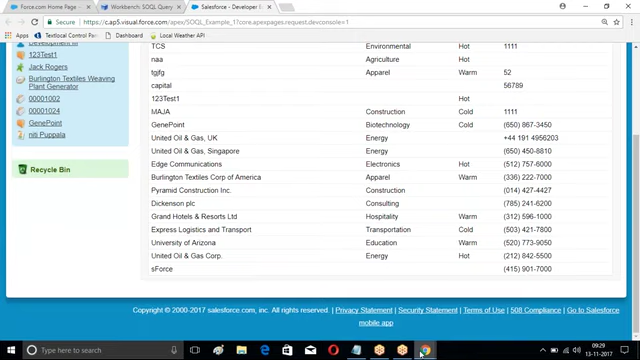 Force.com Home Page ~
Workbench: SOQL Query
Salesforce - Developer E
https://c.ap5.visual.force.com/apex/SOQL_Example_1?core.apexpages.request.devconsole=1
Apps
Outlook
Textlocal Control Pan
Dashboard
Local Weather API
123Test1
Jack Rogers
Burlington Textiles Weaving
Plant Generator
00001002
00001024
GenePoint
niti Puppala
Recycle Bin
TCS Environmental Hot 1111
naa Agriculture Hot
tgjfg Apparel Warm 52
capital 56789
123Test1 Hot
MAJA Construction Cold 1111
GenePoint Biotechnology Cold (650) 867-3450
United Oil & Gas, UK Energy +44 191 4956203
United Oil & Gas, Singapore Energy (650) 450-8810
Edge Communications Electronics Hot (512) 757-6000
Burlington Textiles Corp of America Apparel Warm (336) 222-7000
Pyramid Construction Inc. Construction (014) 427-4427
Dickenson plc Consulting (785) 241-6200
Grand Hotels & Resorts Ltd Hospitality Warm (312) 596-1000
Express Logistics and Transport Transportation Cold (503) 421-7800
University of Arizona Education Warm (520) 773-9050
United Oil & Gas Corp. Energy Hot (212) 842-5500
sForce (415) 901-7000
Copyright © 2000-2017 salesforce.com, inc. All rights reserved. | Privacy Statement | Security Statement | Terms of Use | 508 Compliance | Go to Salesforce
mobile app
Type here to search
09:29
13-11-2017